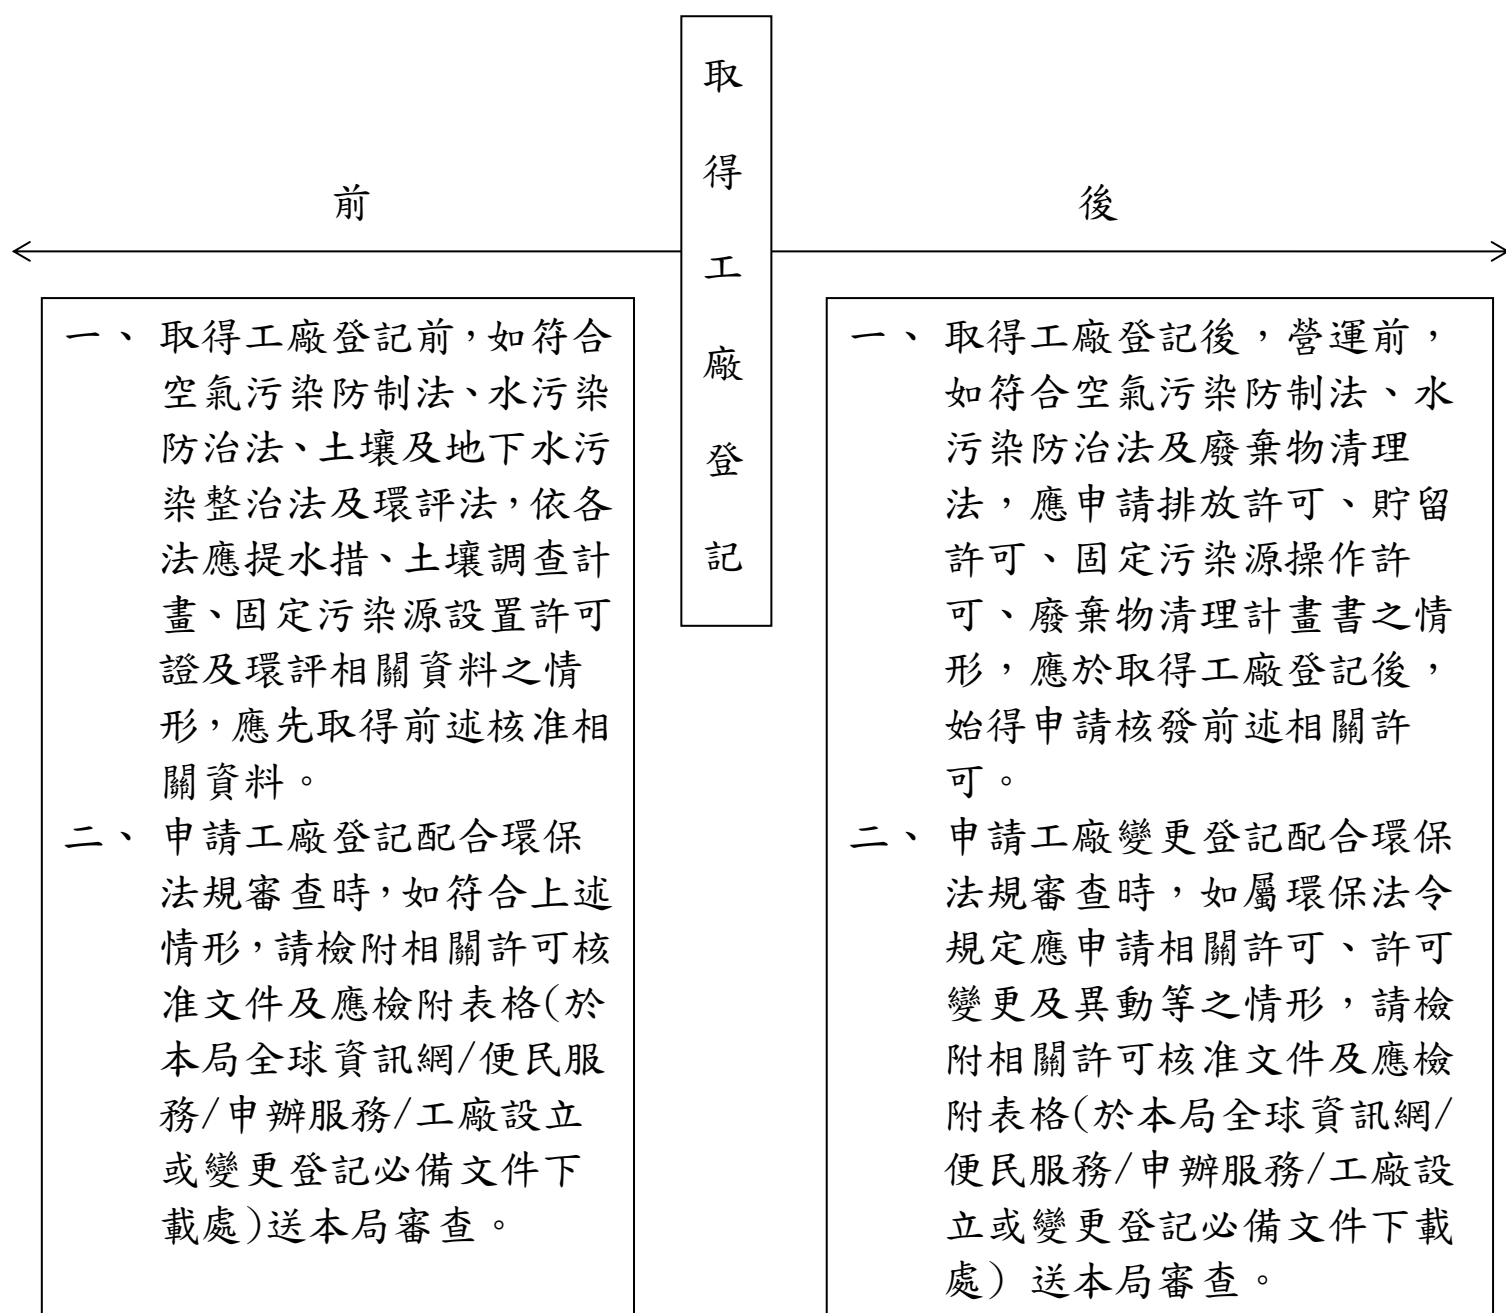 取得工廠登記
前
後
一、 取得工廠登記前，如符合
空氣污染防制法、水污染
防治法、土壤及地下水污
染整治法及環評法，依各
法應提水措、土壤調查計
畫、固定污染源設置許可
證及環評相關資料之情
形，應先取得前述核准相
關資料。
二、 申請工廠登記配合環保
法規審查時，如符合上述
情形，請檢附相關許可核
准文件及應檢附表格(於
本局全球資訊網/便民服
務/申辦服務/工廠設立
或變更登記必備文件下
載處)送本局審查。
一、 取得工廠登記後，營運前，
如符合空氣污染防制法、水
污染防治法及廢棄物清理
法，應申請排放許可、貯留
許可、固定污染源操作許
可、廢棄物清理計畫書之情
形，應於取得工廠登記後，
始得申請核發前述相關許
可。
二、 申請工廠變更登記配合環保
法規審查時，如屬環保法令
規定應申請相關許可、許可
變更及異動等之情形，請檢
附相關許可核准文件及應檢
附表格(於本局全球資訊網/
便民服務/申辦服務/工廠設
立或變更登記必備文件下載
處) 送本局審查。